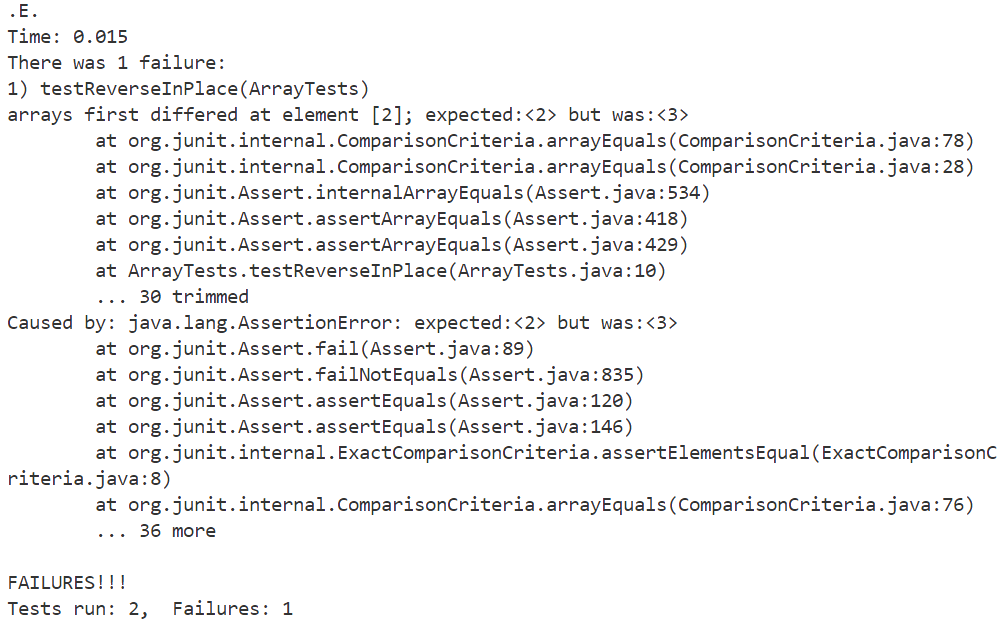 .E.
Time: 0.015
There was 1 failure:
1) testReverseInPlace(ArrayTests)
arrays first differed at element [2]; expected:<2> but was:<3>
        at org.junit.internal.ComparisonCriteria.arrayEquals(ComparisonCriteria.java:78)
        at org.junit.internal.ComparisonCriteria.arrayEquals(ComparisonCriteria.java:28)
        at org.junit.Assert.internalArrayEquals(Assert.java:534)
        at org.junit.Assert.assertArrayEquals(Assert.java:418)
        at org.junit.Assert.assertArrayEquals(Assert.java:429)
        at ArrayTests.testReverseInPlace(ArrayTests.java:10)
        ... 30 trimmed
Caused by: java.lang.AssertionError: expected:<2> but was:<3>
        at org.junit.Assert.fail(Assert.java:89)
        at org.junit.Assert.failNotEquals(Assert.java:835)
        at org.junit.Assert.assertEquals(Assert.java:120)
        at org.junit.Assert.assertEquals(Assert.java:146)
        at org.junit.internal.ExactComparisonCriteria.assertElementsEqual(ExactComparisonC
riteria.java:8)
        at org.junit.internal.ComparisonCriteria.arrayEquals(ComparisonCriteria.java:76)
        ... 36 more

FAILURES!!!
Tests run: 2,  Failures: 1